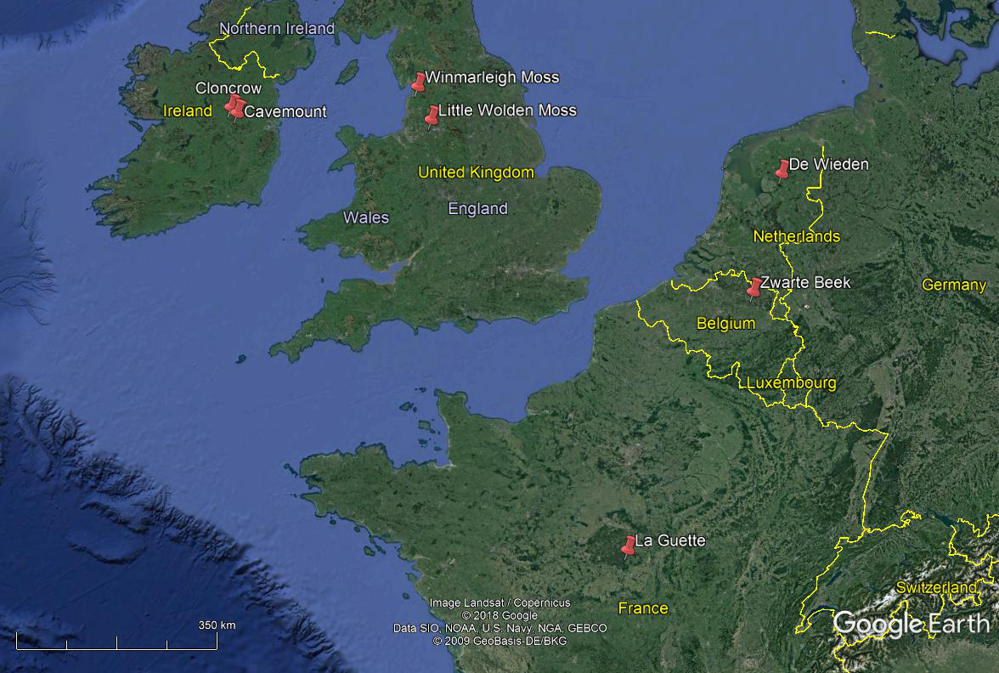 Northern Ireland
Winmarleigh Moss
Cloncrow
Ireland
Cavemount
Little Wolden Moss
De Wieden
United Kingdom
England
Wales
Netherlands
Zwarte Beek
Germany
Belgium
Luxembourg
La Guette
Switzerland
France
Image Landsat / Copernicus
© 2018 Google
Data SIO, NOAA, U.S. Navy, NGA, GEBCO
© 2009 GeoBasis-DE/BKG
350 km
Google Earth